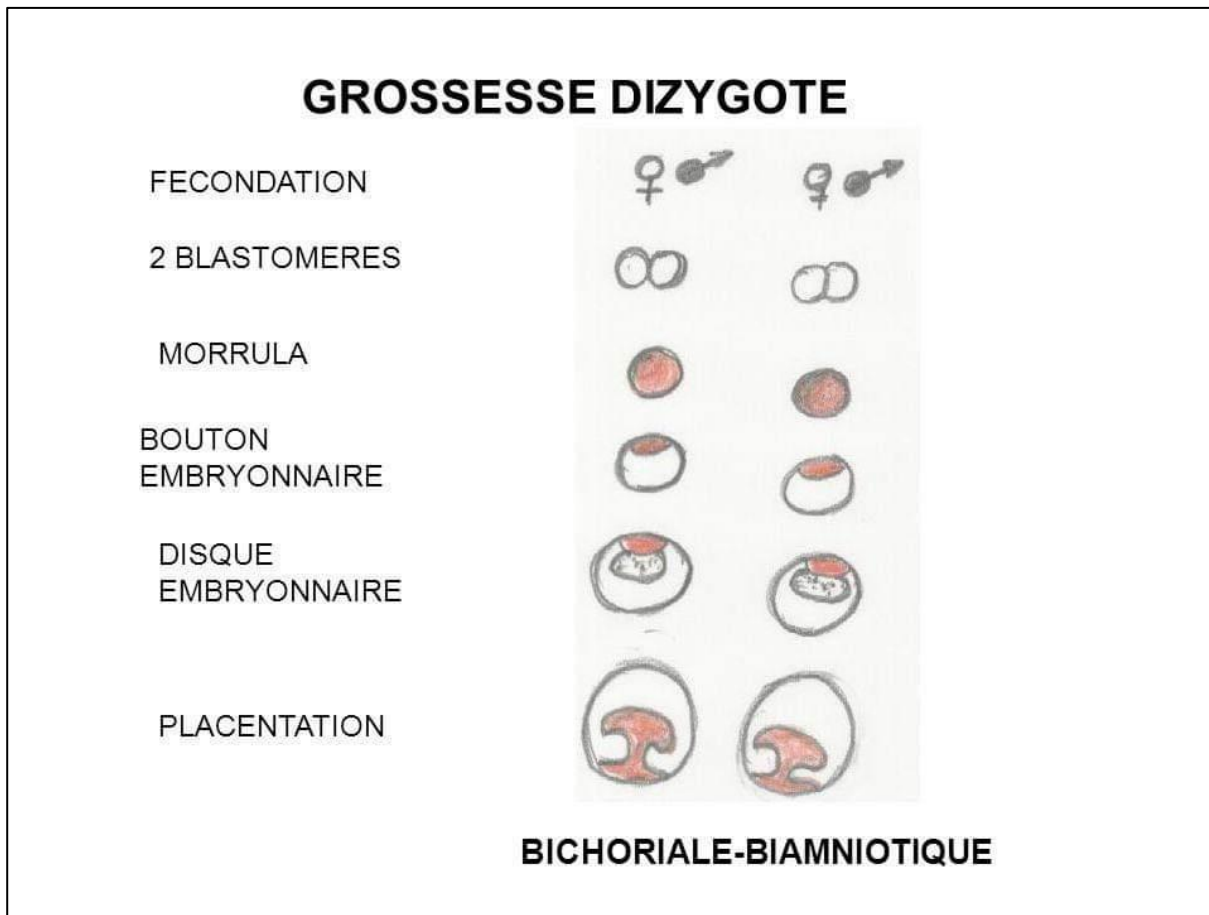 GROSSESSE DIZYGOTE
FECONDATION
2 BLASTOMERES
MORRULA
BOUTON
EMBRYONNAIRE
DISQUE
EMBRYONNAIRE
PLACENTATION
BICHORIALE-BIAMNIOTIQUE